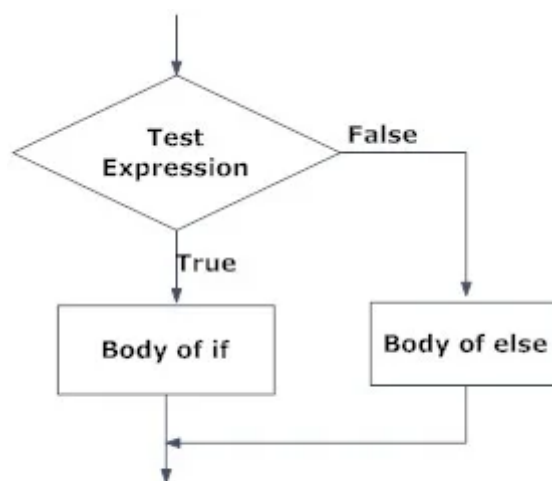 Test
Expression
False
True
Body of if
Body of else